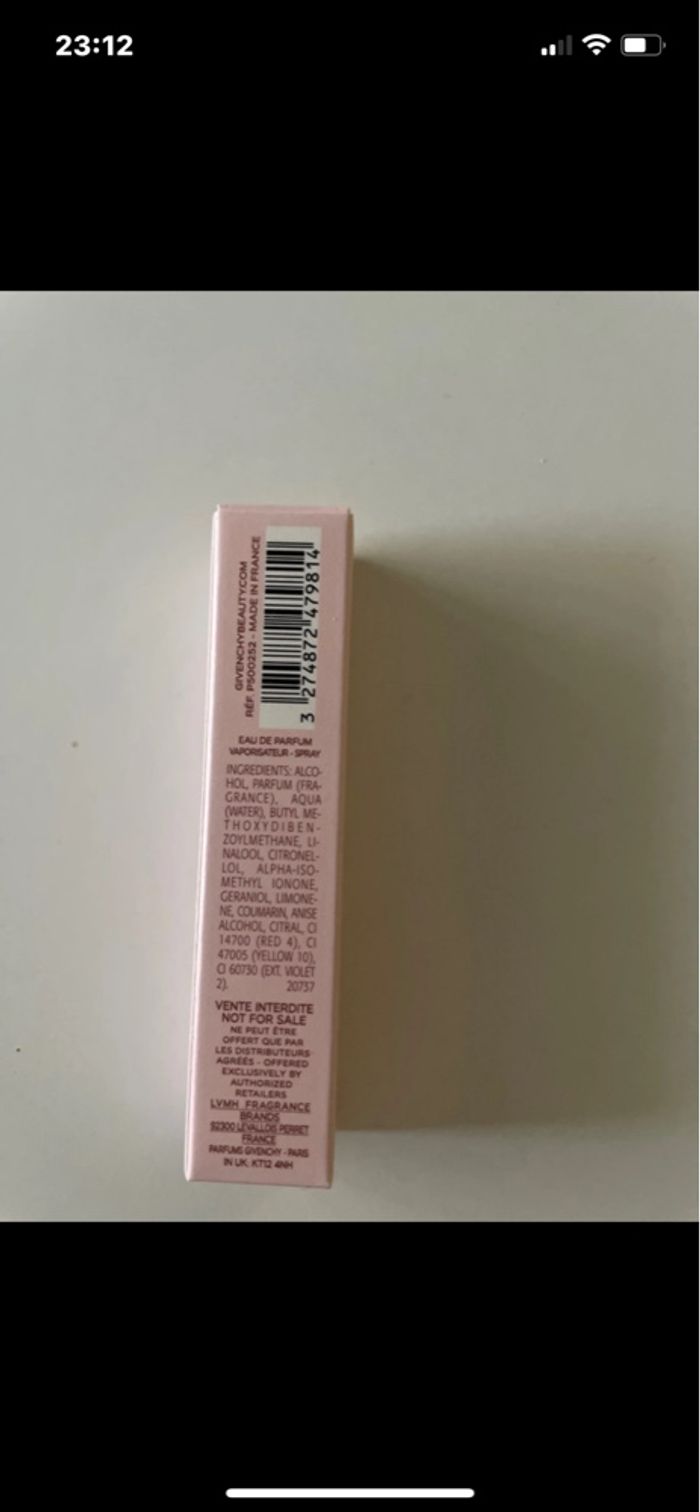 23:12
GIVENCHYBEAUTY.COM
RÉF. P500252 - MADE IN FRANCE
3 274872 479814
EAU DE PARFUM
VAPORISATEUR - SPRAY
INGREDIENTS: ALCO-
HOL, PARFUM (FRA-
GRANCE), AQUA
(WATER), BUTYL ME-
THOXYDIBEN-
ZOYLMETHANE, LI-
NALOOL, CITRONEL-
LOL, ALPHA-ISO-
METHYL IONONE,
GERANIOL, LIMONE-
NE, COUMARIN, ANISE
ALCOHOL, CITRAL, CI
14700 (RED 4), CI
47005 (YELLOW 10),
CI 60730 (EXT. VIOLET
2). 20737
VENTE INTERDITE
NOT FOR SALE
NE PEUT ÊTRE
OFFERT QUE PAR
LES DISTRIBUTEURS
AGRÉÉS - OFFERED
EXCLUSIVELY BY
AUTHORIZED
RETAILERS
LVMH FRAGRANCE
BRANDS
92300 LEVALLOIS PERRET
FRANCE
PARFUMS GIVENCHY - PARIS
IN UK, KT12 4NH